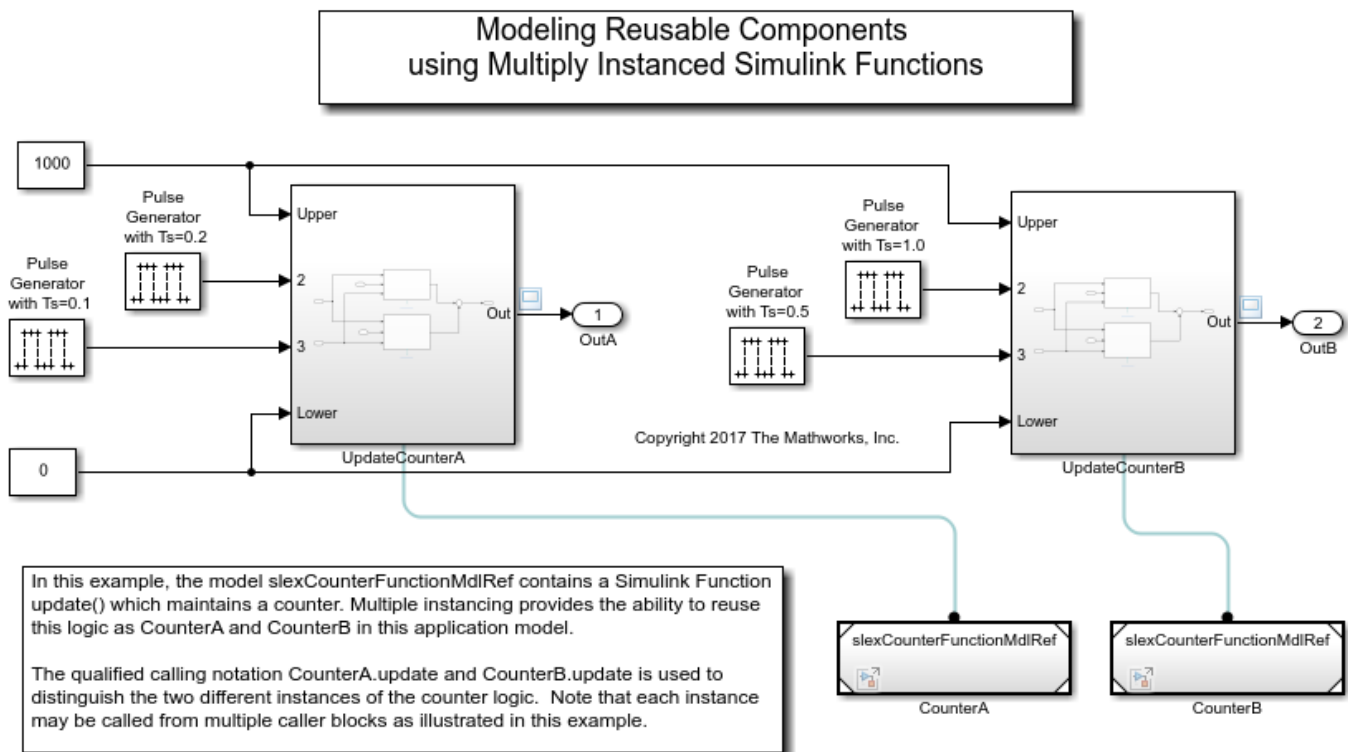 Modeling Reusable Components
using Multiply Instanced Simulink Functions
1000
Pulse
Generator
with Ts=0.2
Pulse
Generator
with Ts=0.1
Upper
2
3
Lower
Out
UpdateCounterA
1
OutA
Pulse
Generator
with Ts=1.0
Pulse
Generator
with Ts=0.5
Upper
2
3
Lower
Out
UpdateCounterB
2
OutB
Copyright 2017 The Mathworks, Inc.
0
In this example, the model slexCounterFunctionMdlRef contains a Simulink Function
update() which maintains a counter. Multiple instancing provides the ability to reuse
this logic as CounterA and CounterB in this application model.
The qualified calling notation CounterA.update and CounterB.update is used to
distinguish the two different instances of the counter logic.  Note that each instance
may be called from multiple caller blocks as illustrated in this example.
slexCounterFunctionMdlRef
CounterA
slexCounterFunctionMdlRef
CounterB